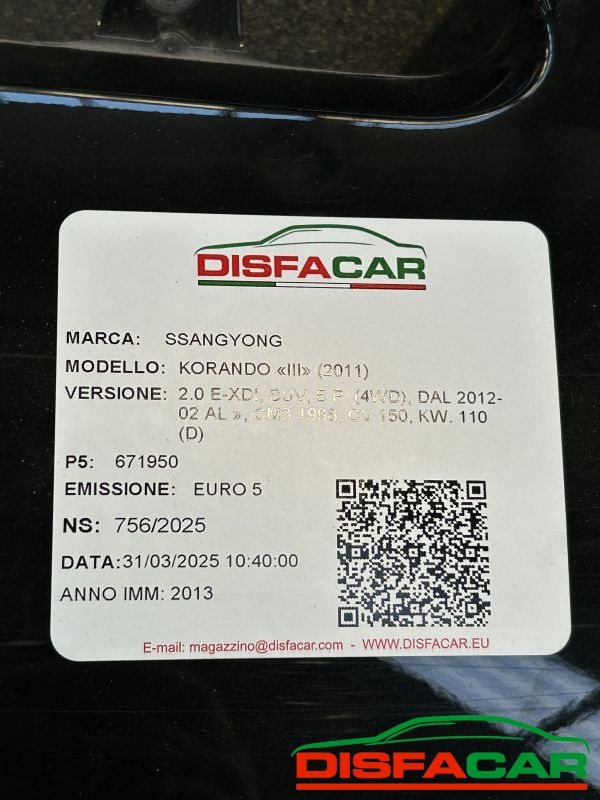 DISFACAR
MARCA: SSANGYONG
MODELLO: KORANDO «III» (2011)
VERSIONE: 2.0 E-XDI, SUV, 5 P. (4WD), DAL 2012-
02 AL », CM3 1998, CV 150, KW. 110
(D)
P5: 671950
EMISSIONE: EURO 5
NS: 756/2025
DATA:31/03/2025 10:40:00
ANNO IMM: 2013
E-mail: magazzino@disfacar.com - WWW.DISFACAR.EU
DISFACAR